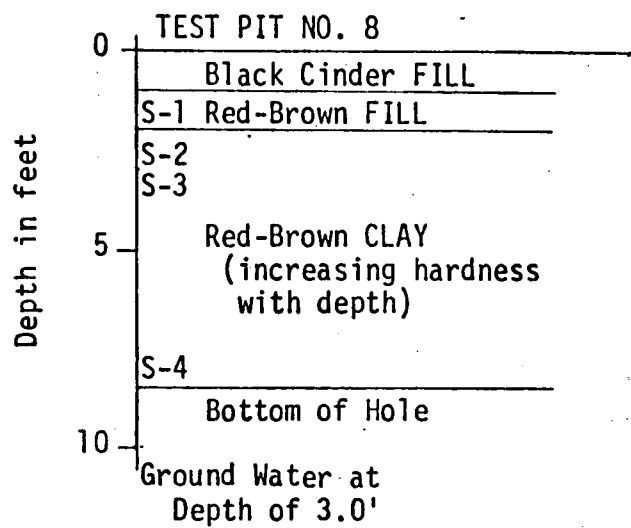 TEST PIT NO. 8
0
Black Cinder FILL
S-1 Red-Brown FILL
S-2
S-3
Depth in feet
5
Red-Brown CLAY
(increasing hardness
with depth)
S-4
Bottom of Hole
10
Ground Water at
Depth of 3.0'